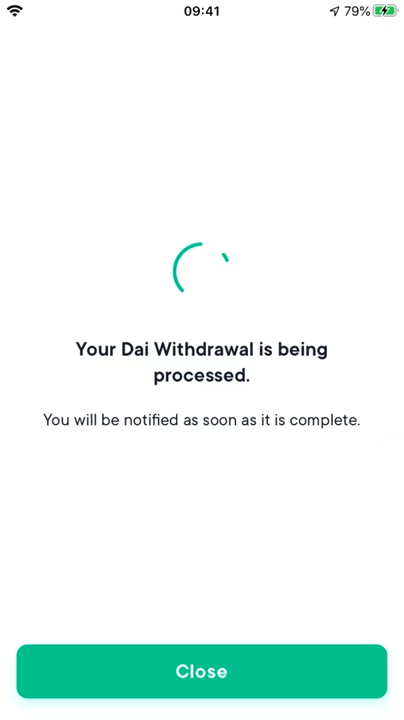 09:41
79%
Your Dai Withdrawal is being
processed.
You will be notified as soon as it is complete.
Close